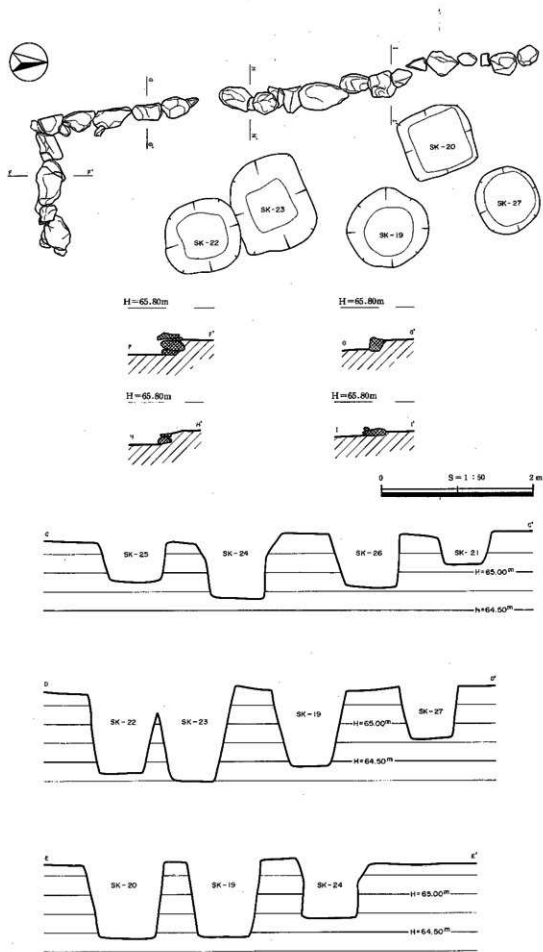 G H I
F F'
G' H' I'
SK-20
SK-27
SK-23
SK-22
SK-19
H=65.80m H=65.80m
F F' G G'
H=65.80m H=65.80m
H H' I I'
0 S=1:50 2 m
C C'
SK-25 SK-24 SK-26 SK-21
H=65.00m
H=64.50m
D D'
SK-22 SK-23 SK-19 SK-27
H=65.00m
H=64.50m
E E'
SK-20 SK-19 SK-24
H=65.00m
H=64.50m